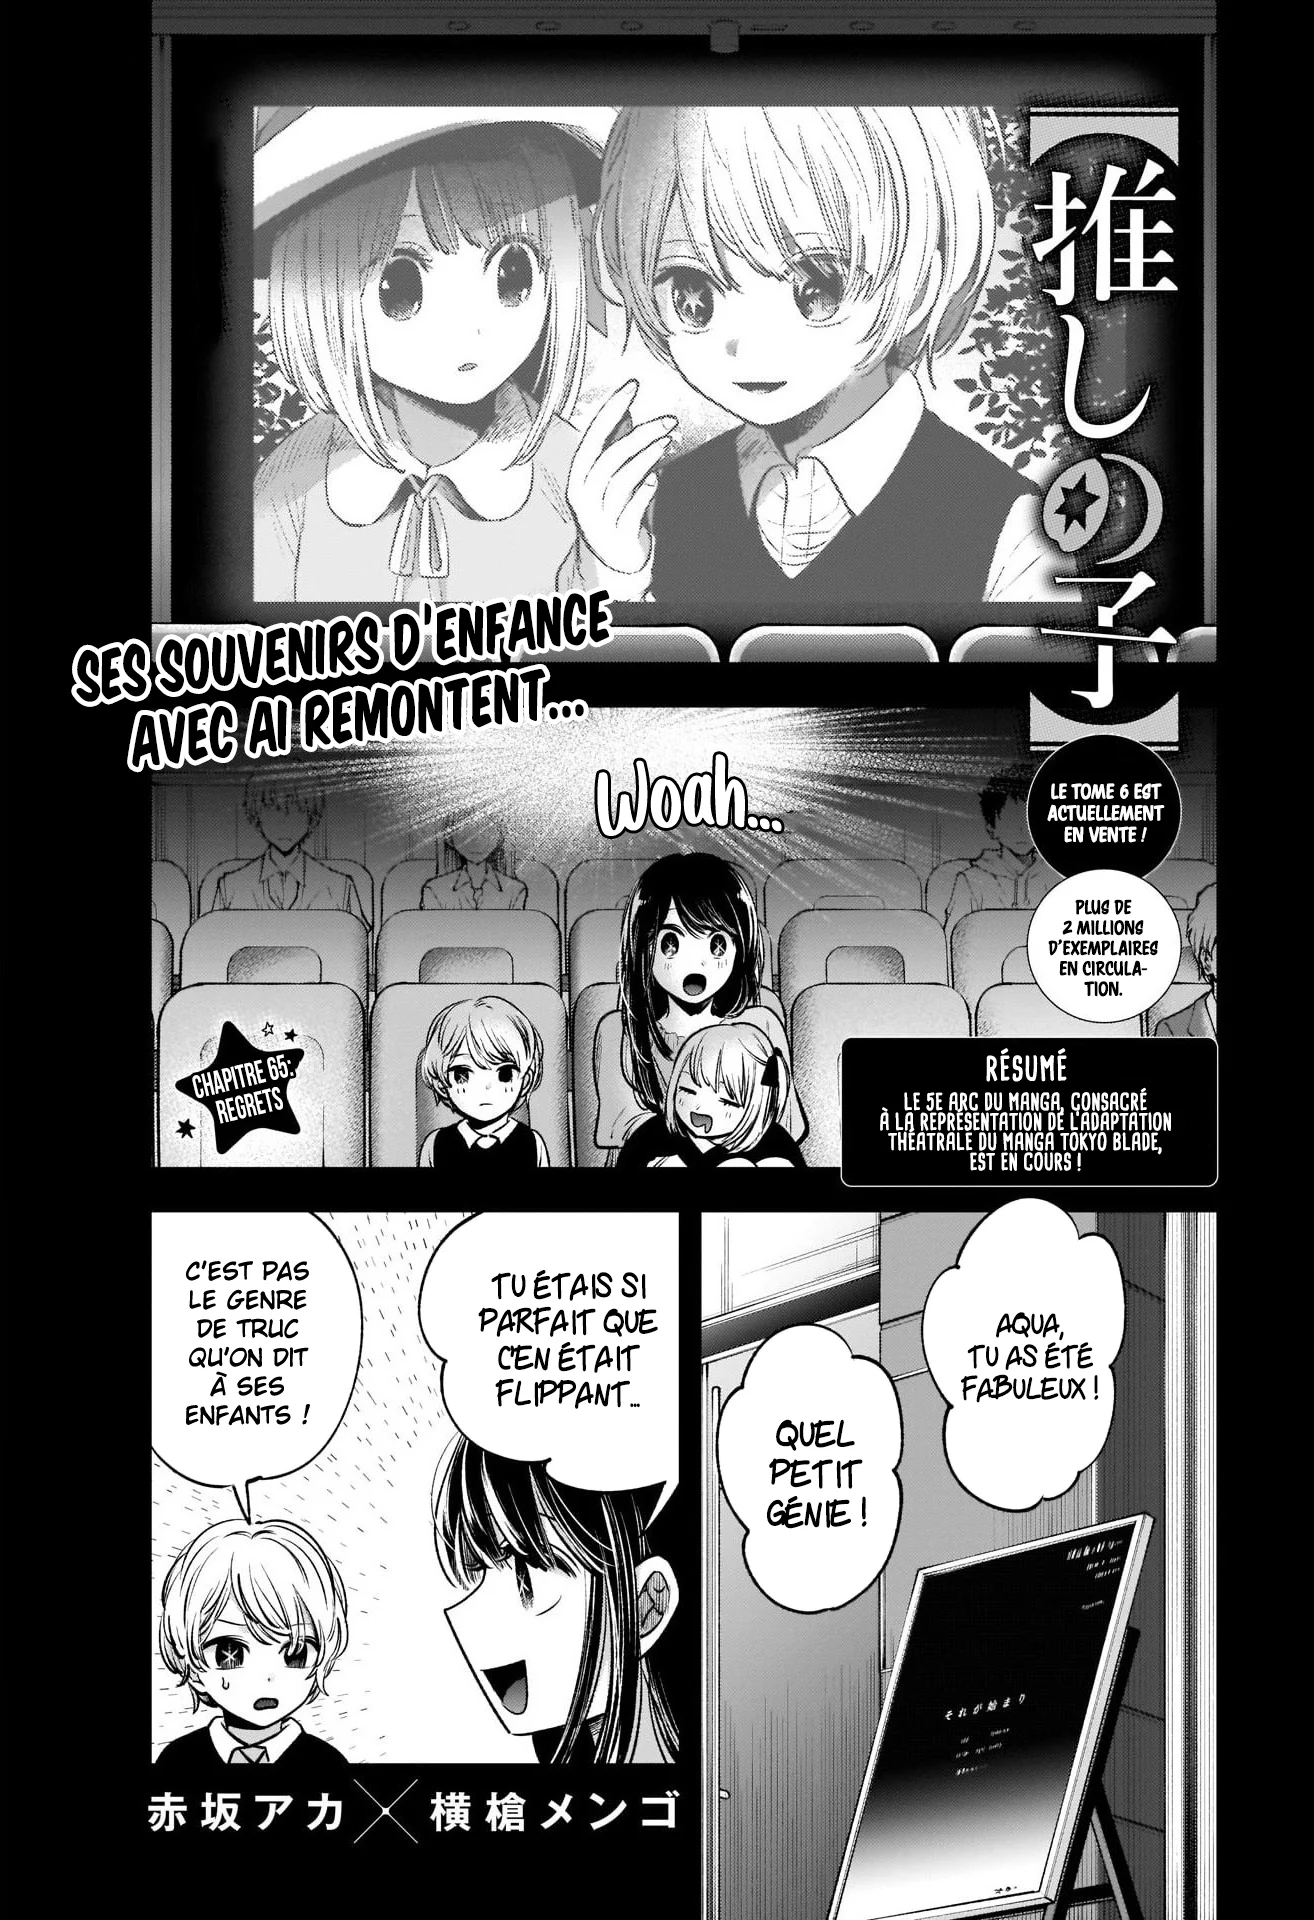 【推しの子】
SES SOUVENIRS D'ENFANCE
AVEC AI REMONTENT...
Woah...
LE TOME 6 EST
ACTUELLEMENT
EN VENTE !
PLUS DE
2 MILLIONS
D'EXEMPLAIRES
EN CIRCULA-
TION.
CHAPITRE 65:
REGRETS
RÉSUMÉ
LE 5E ARC DU MANGA, CONSACRÉ
À LA REPRÉSENTATION DE L'ADAPTATION
THÉATRALE DU MANGA TOKYO BLADE,
EST EN COURS !
AQUA,
TU AS ÉTÉ
FABULEUX !
QUEL
PETIT
GÉNIE !
それが始まり
TU ÉTAIS SI
PARFAIT QUE
C'EN ÉTAIT
FLIPPANT...
C'EST PAS
LE GENRE
DE TRUC
QU'ON DIT
À SES
ENFANTS !
赤坂アカ×横槍メンゴ